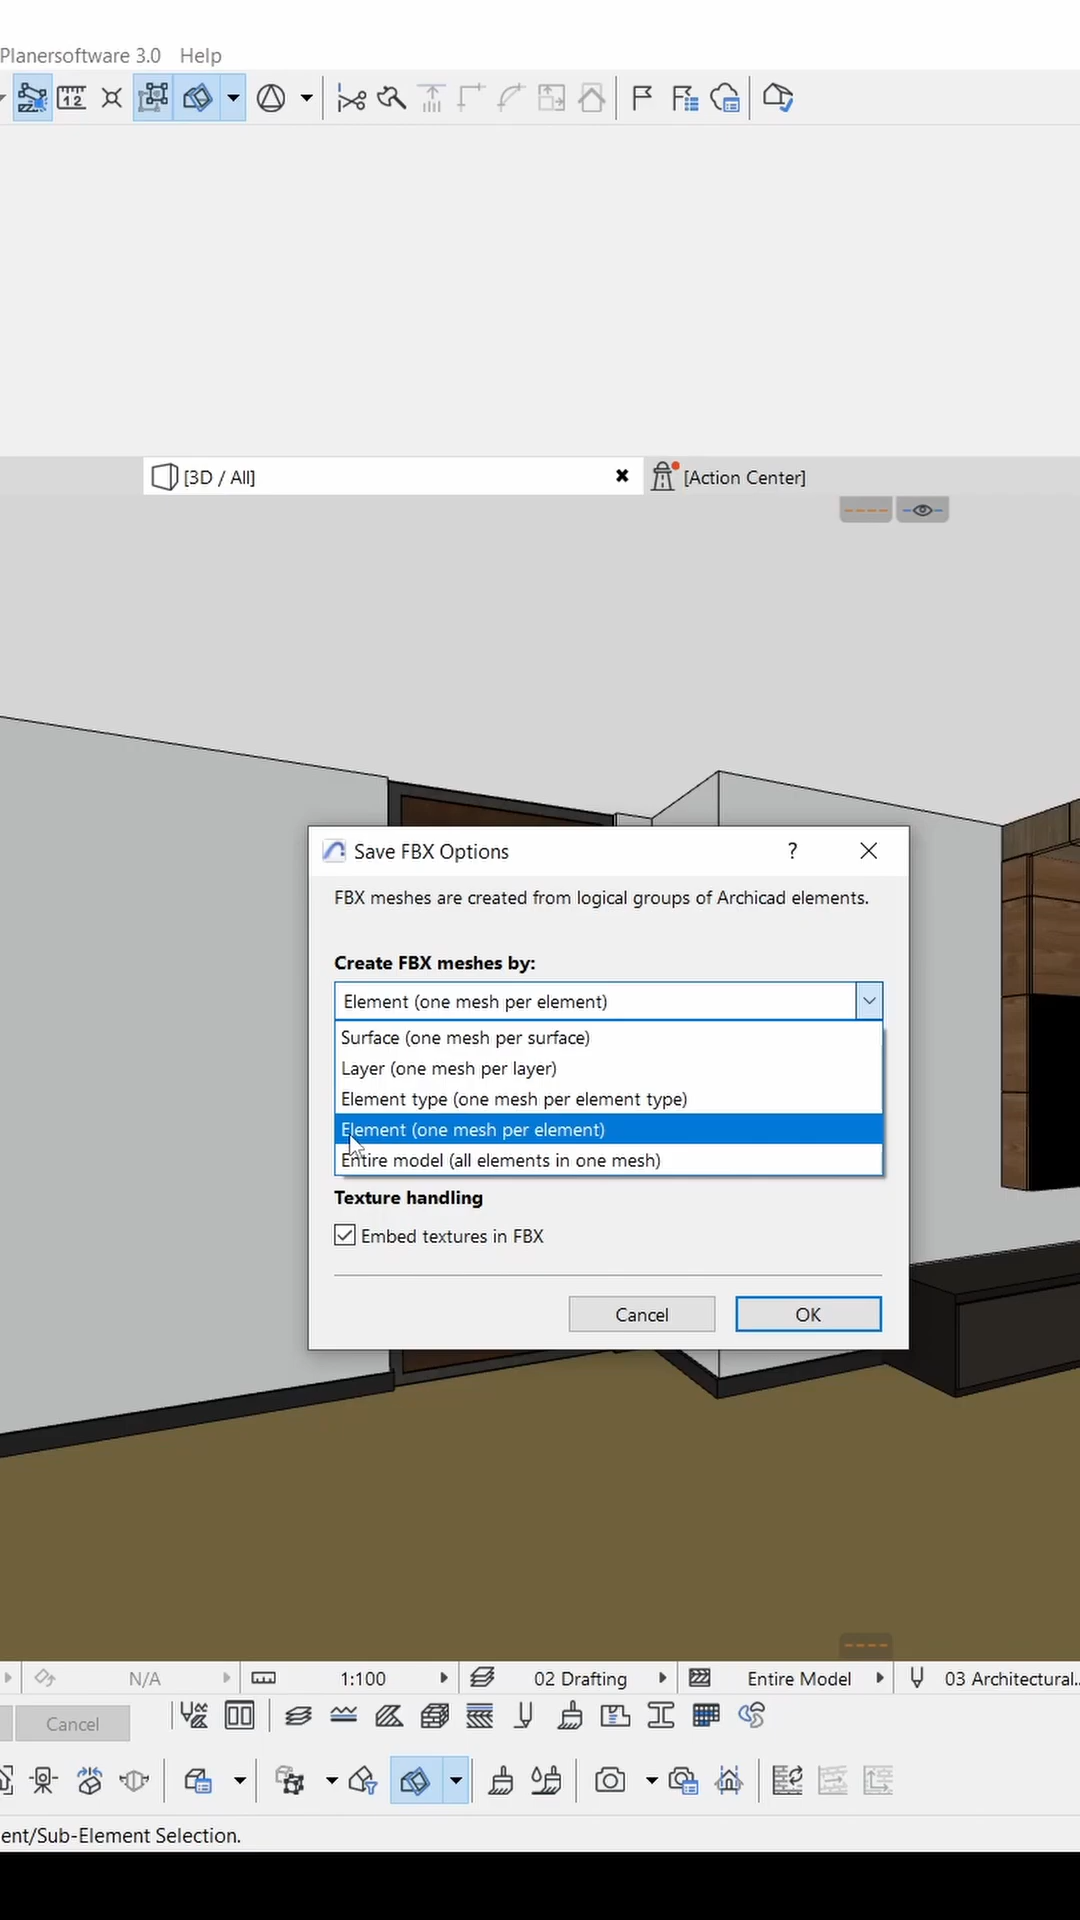 Planersoftware 3.0 Help
12
[3D / All]
[Action Center]
Save FBX Options
?
FBX meshes are created from logical groups of Archicad elements.
Create FBX meshes by:
Element (one mesh per element)
Surface (one mesh per surface)
Layer (one mesh per layer)
Element type (one mesh per element type)
Element (one mesh per element)
Entire model (all elements in one mesh)
Texture handling
Embed textures in FBX
Cancel
OK
N/A
1:100
02 Drafting
Entire Model
03 Architectural...
Cancel
ent/Sub-Element Selection.